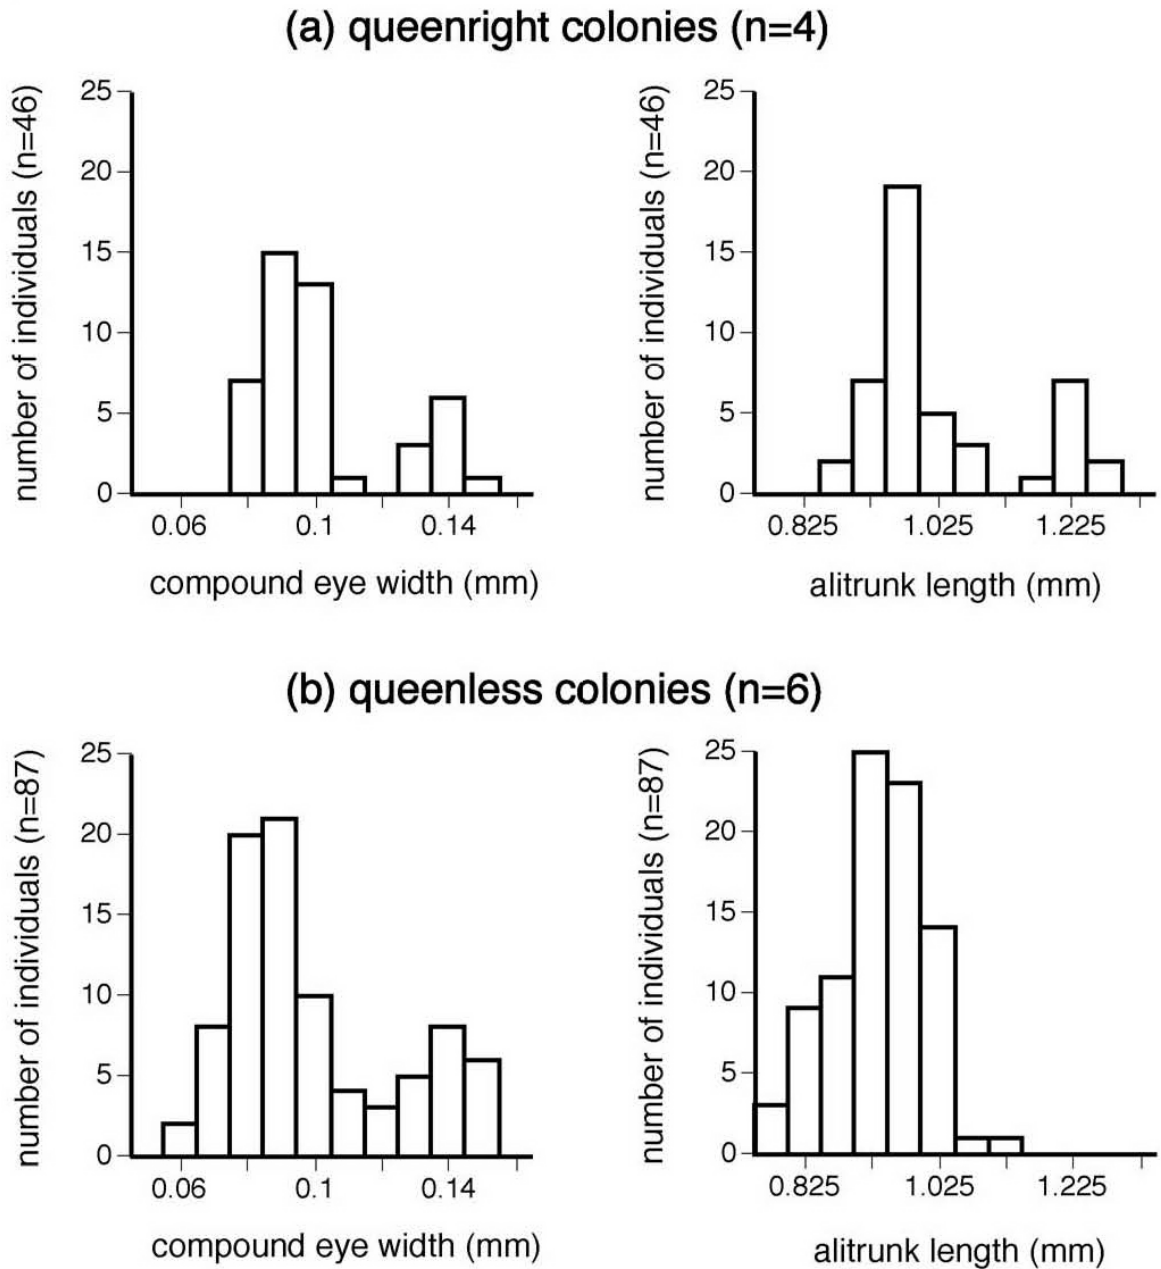 (a) queenright colonies (n=4)
number of individuals (n=46)
25
20
15
10
5
0
0.06 0.1 0.14
compound eye width (mm)
number of individuals (n=46)
25
20
15
10
5
0
0.825 1.025 1.225
alitrunk length (mm)
(b) queenless colonies (n=6)
number of individuals (n=87)
25
20
15
10
5
0
0.06 0.1 0.14
compound eye width (mm)
number of individuals (n=87)
25
20
15
10
5
0
0.825 1.025 1.225
alitrunk length (mm)